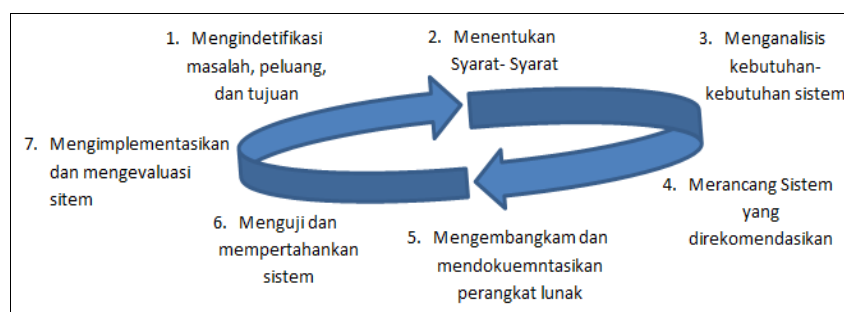 1. Mengindetifikasi
masalah, peluang,
dan tujuan
2. Menentukan
Syarat- Syarat
3. Menganalisis
kebutuhan-
kebutuhan sistem
4. Merancang Sistem
yang
direkomendasikan
5. Mengembangkam dan
mendokuemntasikan
perangkat lunak
6. Menguji dan
mempertahankan
sistem
7. Mengimplementasikan
dan mengevaluasi
sitem